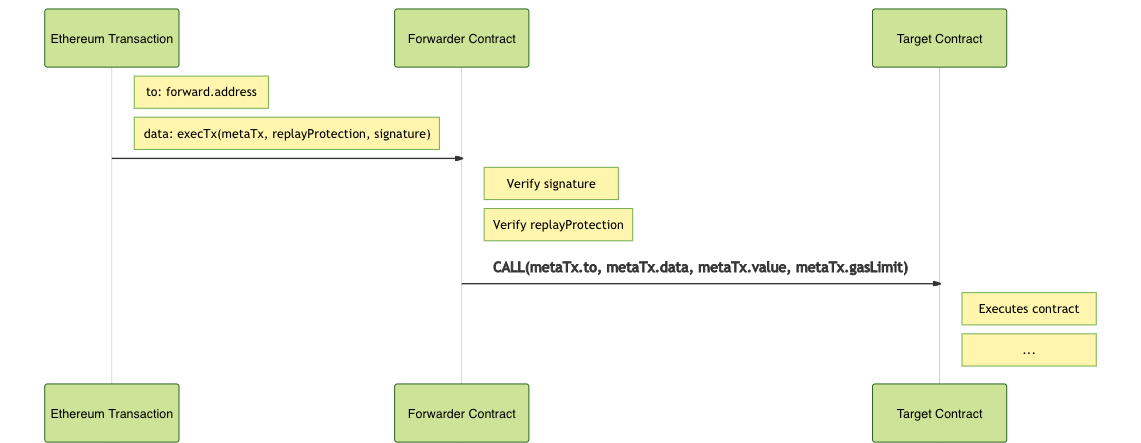 Ethereum Transaction
Forwarder Contract
Target Contract
to: forward.address
data: execTx(metaTx, replayProtection, signature)
Verify signature
Verify replayProtection
CALL(metaTx.to, metaTx.data, metaTx.value, metaTx.gasLimit)
Executes contract
...
Ethereum Transaction
Forwarder Contract
Target Contract